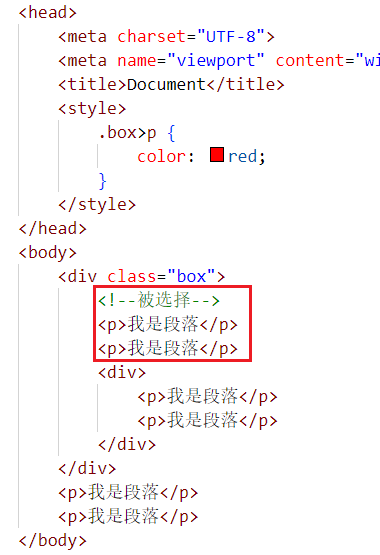 <head>
<meta charset="UTF-8">
<meta name="viewport" content="wi
<title>Document</title>
<style>
.box>p {
color: red;
}
</style>
</head>
<body>
<div class="box">
<!--被选择-->
<p>我是段落</p>
<p>我是段落</p>
<div>
<p>我是段落</p>
<p>我是段落</p>
</div>
</div>
<p>我是段落</p>
<p>我是段落</p>
</body>